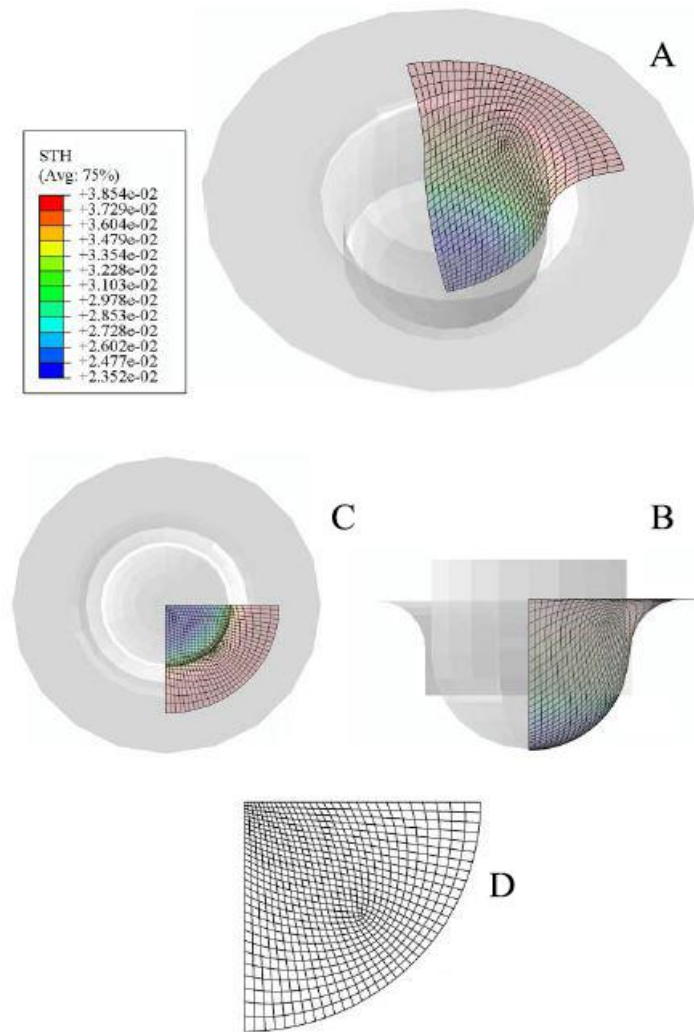 A
STH
(Avg: 75%)
+3.854e-02
+3.729e-02
+3.604e-02
+3.479e-02
+3.354e-02
+3.228e-02
+3.103e-02
+2.978e-02
+2.853e-02
+2.728e-02
+2.602e-02
+2.477e-02
+2.352e-02
C
B
D